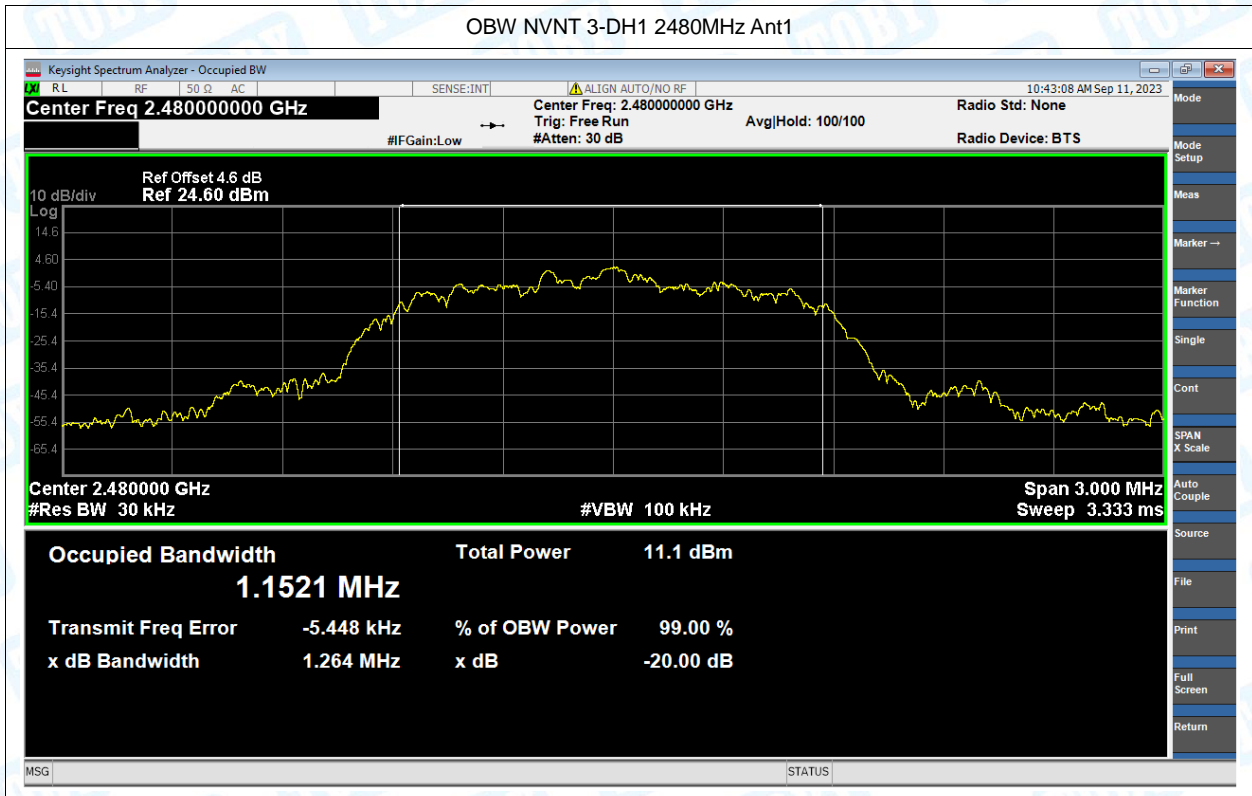 OBW NVNT 3-DH1 2480MHz Ant1
Keysight Spectrum Analyzer - Occupied BW
LXI RL RF 50 Ω AC SENSE:INT ALIGN AUTO/NO RF 10:43:08 AM Sep 11, 2023
Center Freq 2.480000000 GHz Center Freq: 2.480000000 GHz Radio Std: None
Trig: Free Run Avg|Hold: 100/100
#IFGain:Low #Atten: 30 dB Radio Device: BTS
Ref Offset 4.6 dB
10 dB/div Ref 24.60 dBm
Log
14.6
4.60
-5.40
-15.4
-25.4
-35.4
-45.4
-55.4
-65.4
Center 2.480000 GHz Span 3.000 MHz
#Res BW 30 kHz #VBW 100 kHz Sweep 3.333 ms
Occupied Bandwidth Total Power 11.1 dBm
1.1521 MHz
Transmit Freq Error -5.448 kHz % of OBW Power 99.00 %
x dB Bandwidth 1.264 MHz x dB -20.00 dB
MSG STATUS
Mode
Mode
Setup
Meas
Marker →
Marker
Function
Single
Cont
SPAN
X Scale
Auto
Couple
Source
File
Print
Full
Screen
Return
TOBY